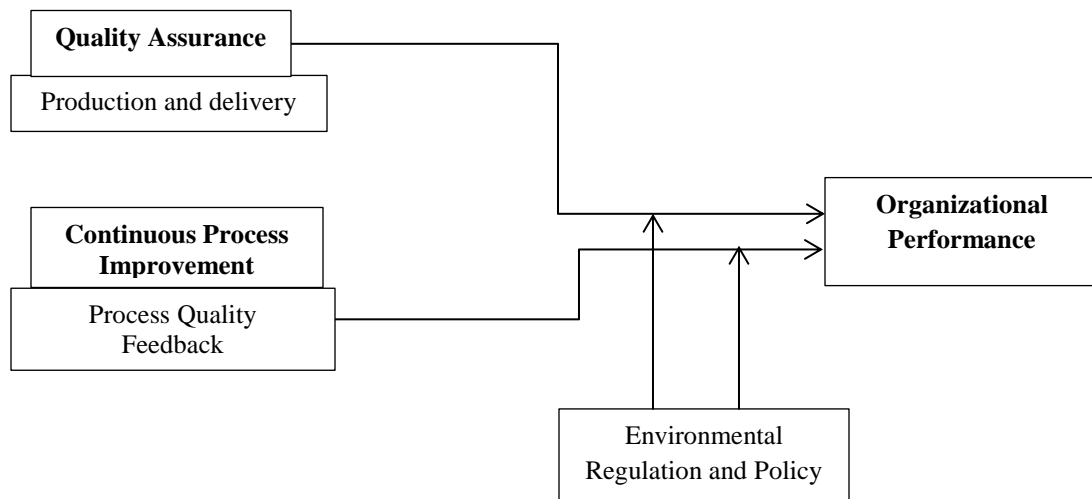 Quality Assurance
Production and delivery
Continuous Process
Improvement
Process Quality
Feedback
Organizational
Performance
Environmental
Regulation and Policy